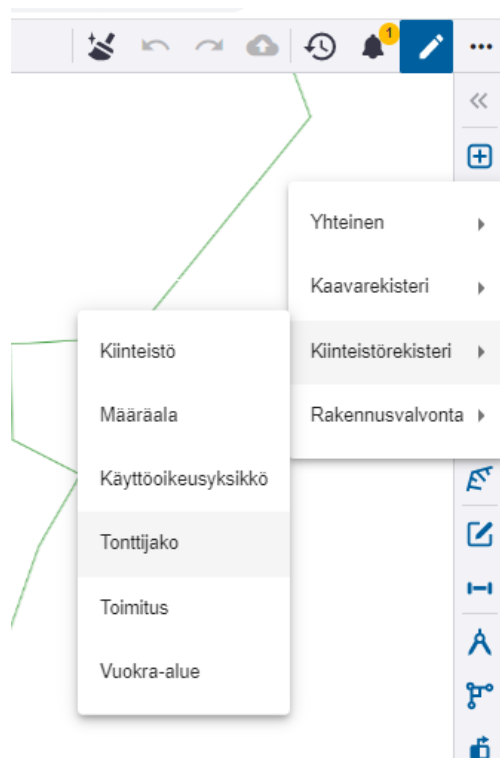 1
Yhteinen
Kaavarekisteri
Kiinteistörekisteri
Rakennusvalvonta
Kiinteistö
Määräala
Käyttöoikeusyksikkö
Tonttijako
Toimitus
Vuokra-alue